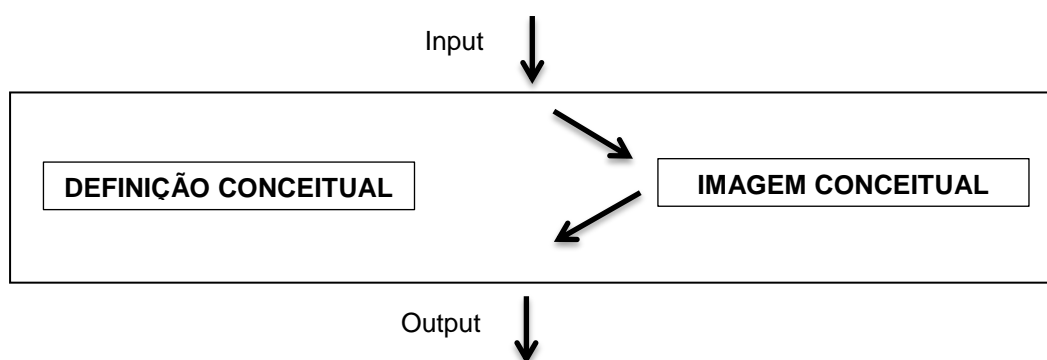 Input
DEFINIÇÃO CONCEITUAL
IMAGEM CONCEITUAL
Output